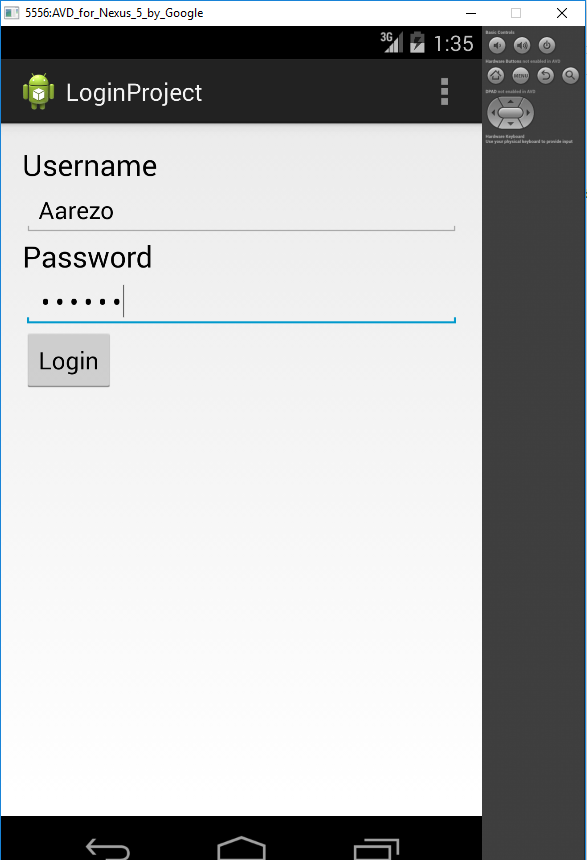 5556:AVD_for_Nexus_5_by_Google
3G 1:35
LoginProject
Username
Aarezo
Password
••••••
Login
Basic Controls
Hardware Buttons not enabled in AVD
MENU
DPAD not enabled in AVD
Hardware Keyboard
Use your physical keyboard to provide input